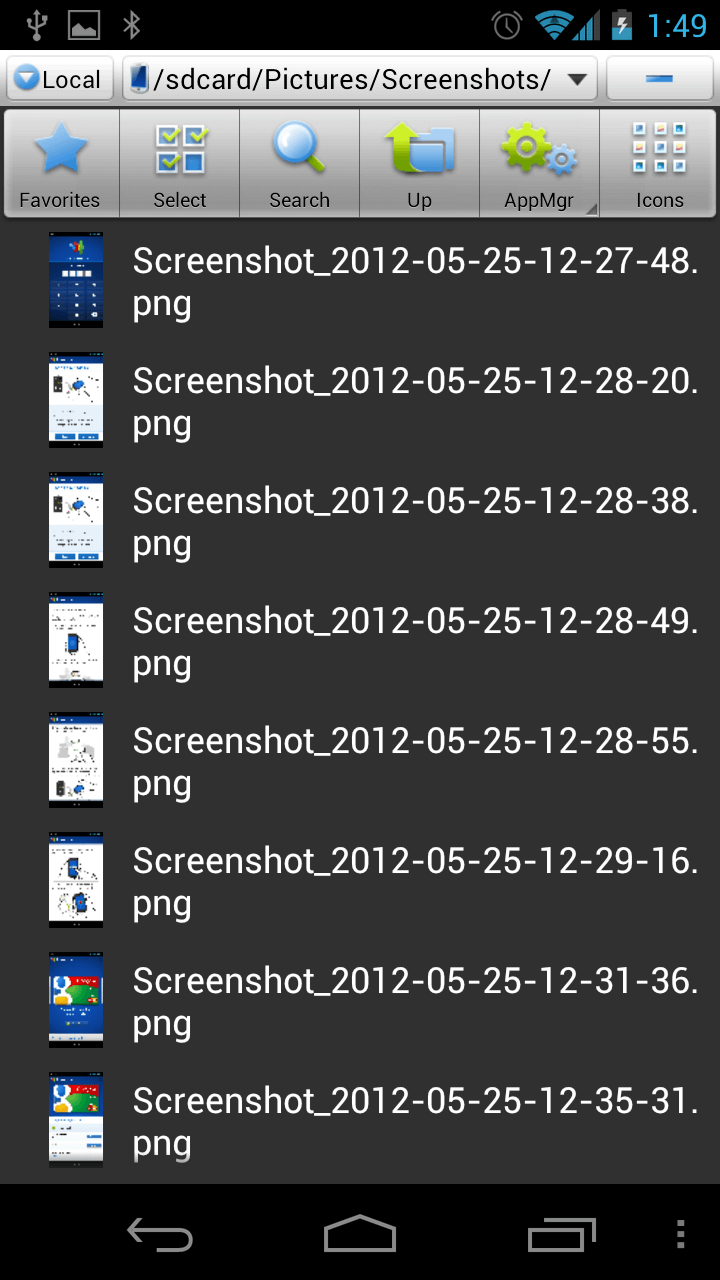 1:49
Local
/sdcard/Pictures/Screenshots/
Favorites
Select
Search
Up
AppMgr
Icons
Screenshot_2012-05-25-12-27-48.
png
Screenshot_2012-05-25-12-28-20.
png
Screenshot_2012-05-25-12-28-38.
png
Screenshot_2012-05-25-12-28-49.
png
Screenshot_2012-05-25-12-28-55.
png
Screenshot_2012-05-25-12-29-16.
png
Screenshot_2012-05-25-12-31-36.
png
Screenshot_2012-05-25-12-35-31.
png